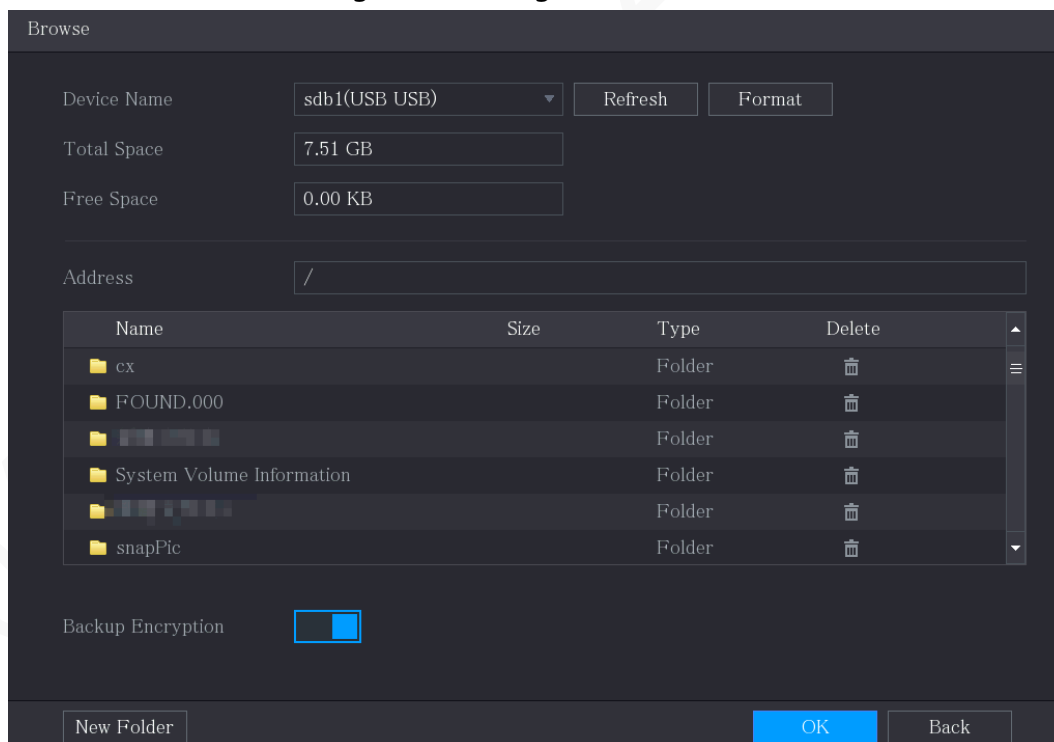 Browse
Device Name sdb1(USB USB) Refresh Format
Total Space 7.51 GB
Free Space 0.00 KB
Address /
Name Size Type Delete
cx Folder
FOUND.000 Folder
Folder
System Volume Information Folder
Folder
snapPic Folder
Backup Encryption
New Folder OK Back